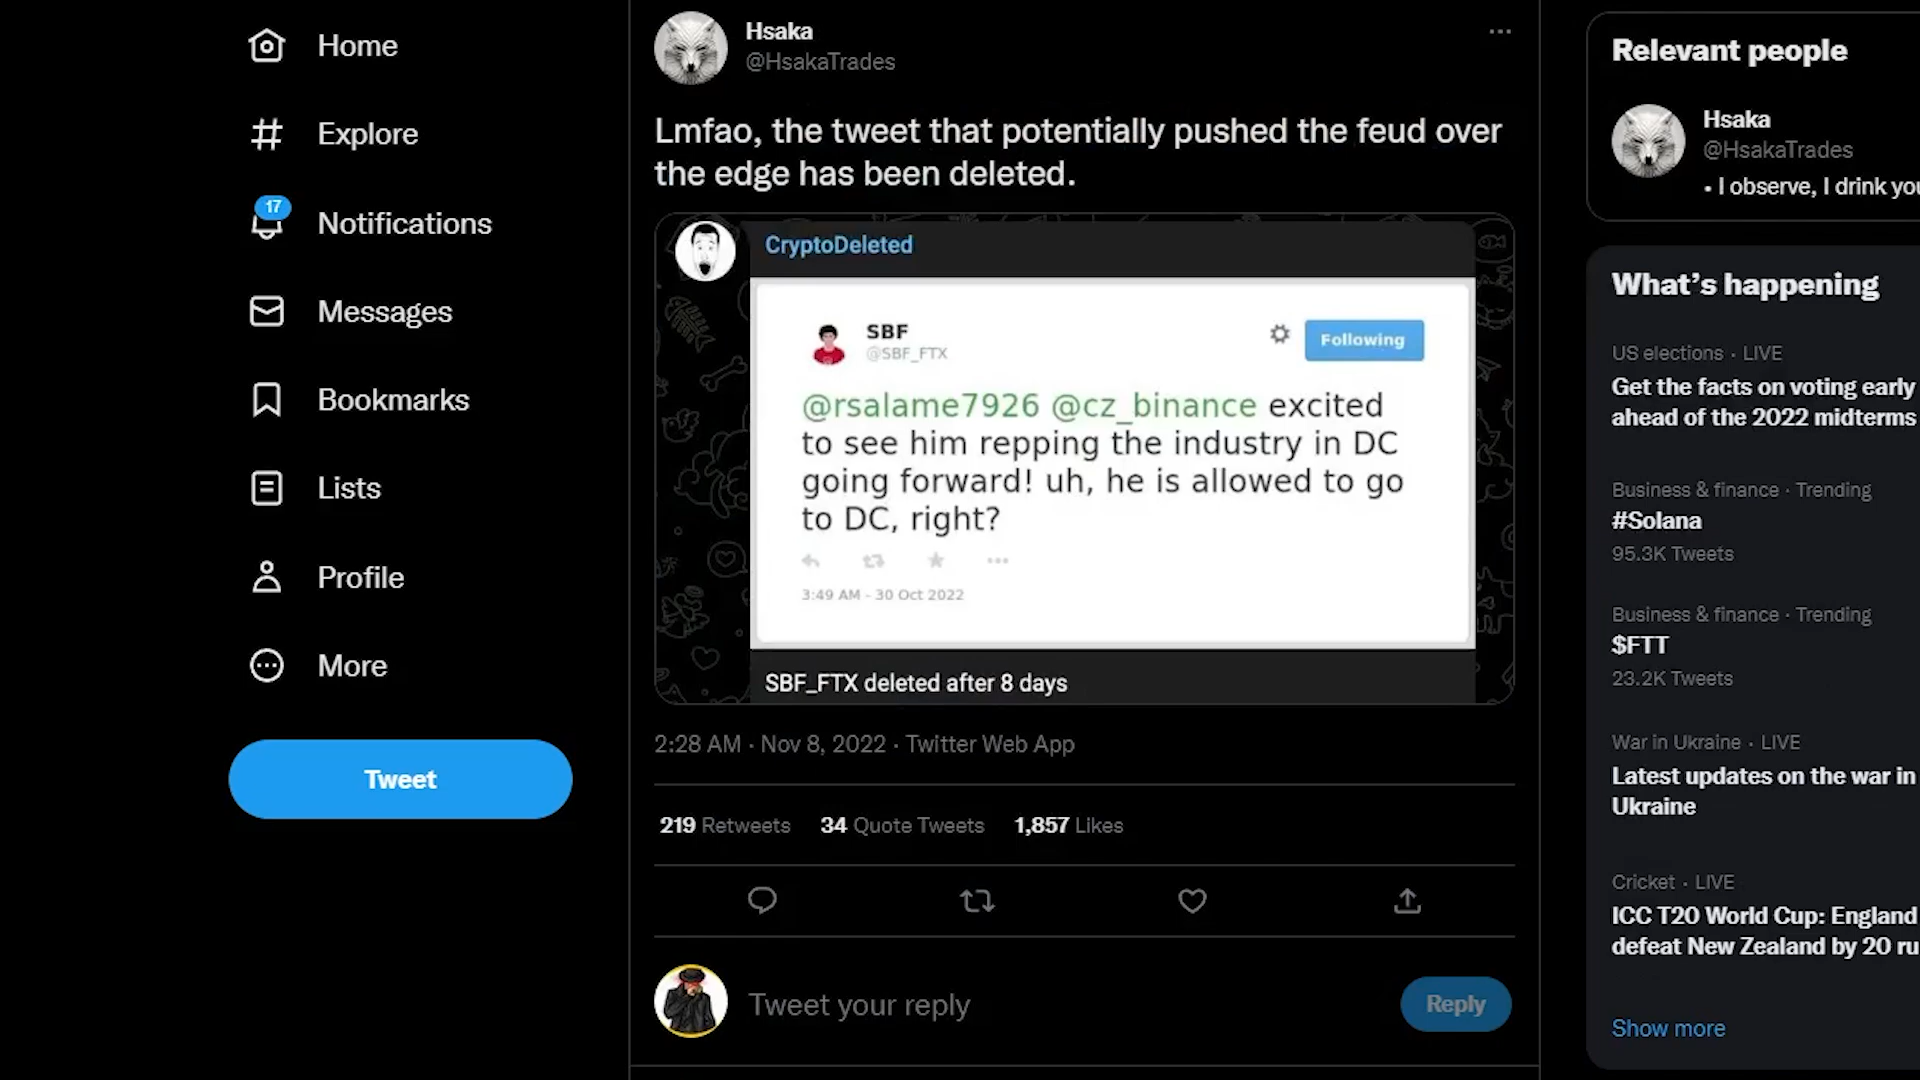 Home
Explore
17
Notifications
Messages
Bookmarks
Lists
Profile
More
Tweet
Hsaka
@HsakaTrades
Lmfao, the tweet that potentially pushed the feud over
the edge has been deleted.
CryptoDeleted
SBF
@SBF_FTX
Following
@rsalame7926 @cz_binance excited
to see him repping the industry in DC
going forward! uh, he is allowed to go
to DC, right?
3:49 AM - 30 Oct 2022
SBF_FTX deleted after 8 days
2:28 AM · Nov 8, 2022 · Twitter Web App
219 Retweets 34 Quote Tweets 1,857 Likes
Tweet your reply
Reply
Relevant people
Hsaka
@HsakaTrades
• I observe, I drink
What's happening
US elections · LIVE
Get the facts on voting early
ahead of the 2022 midterms
Business & finance · Trending
#Solana
95.3K Tweets
Business & finance · Trending
$FTT
23.2K Tweets
War in Ukraine · LIVE
Latest updates on the war in
Ukraine
Cricket · LIVE
ICC T20 World Cup: England
defeat New Zealand by 20
Show more